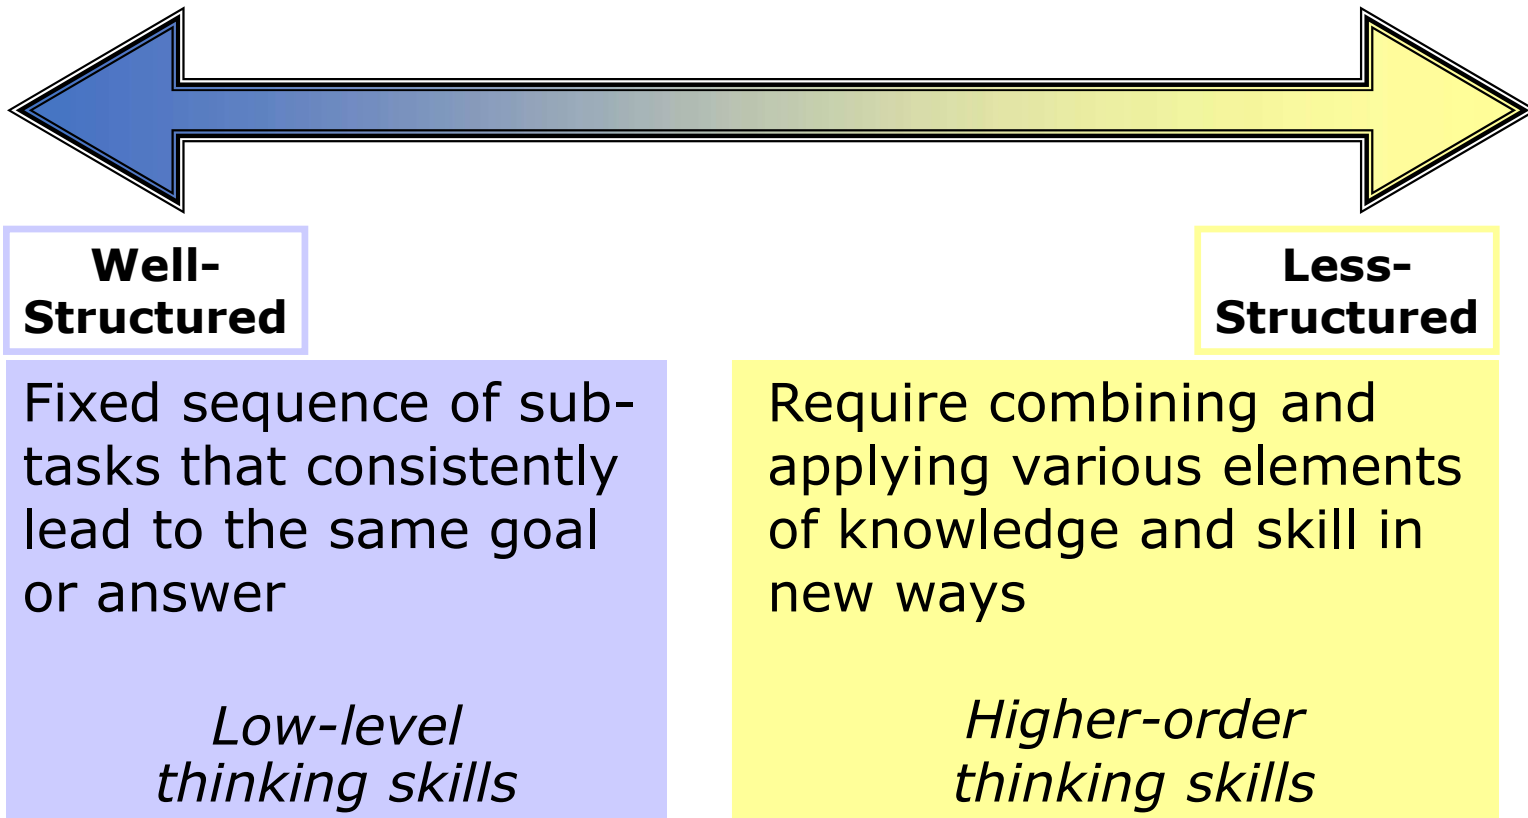 Well-
Structured
Less-
Structured
Fixed sequence of sub-
tasks that consistently
lead to the same goal
or answer
Low-level
thinking skills
Require combining and
applying various elements
of knowledge and skill in
new ways
Higher-order
thinking skills